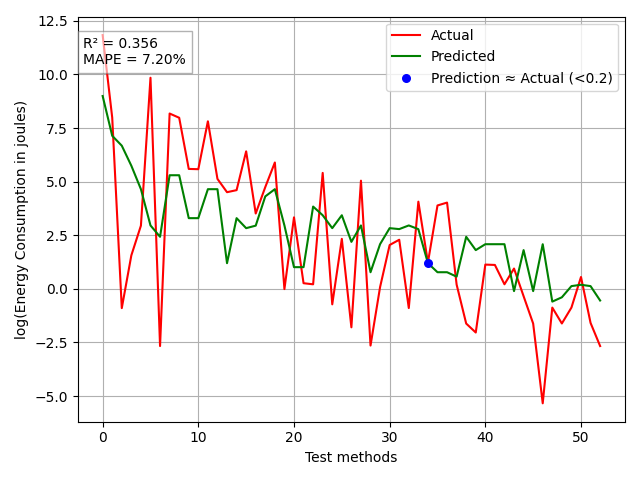 12.5
10.0
7.5
5.0
2.5
0.0
−2.5
−5.0
log(Energy Consumption in joules)
R² = 0.356
MAPE = 7.20%
Actual
Predicted
Prediction ≈ Actual (<0.2)
0 10 20 30 40 50
Test methods